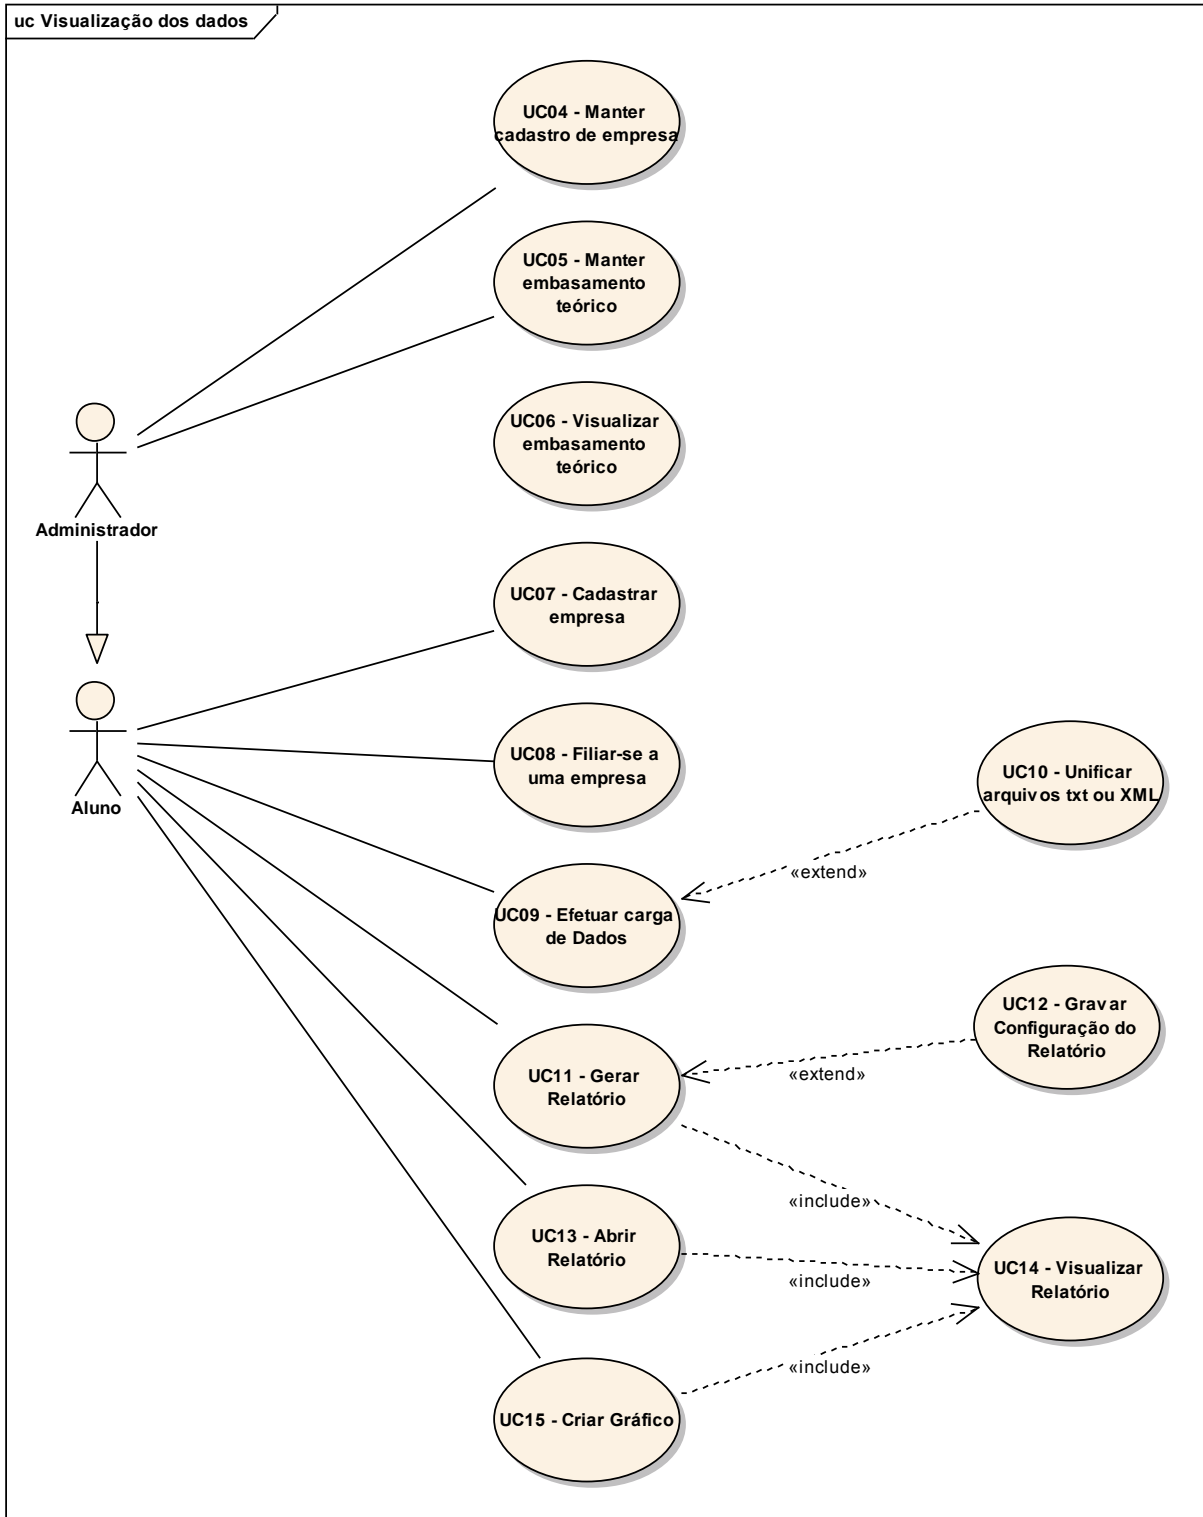 uc Visualização dos dados
UC04 - Manter
cadastro de empresa
UC05 - Manter
embasamento
teórico
UC06 - Visualizar
embasamento
teórico
Administrador
UC07 - Cadastrar
empresa
Aluno
UC08 - Filiar-se a
uma empresa
UC10 - Unificar
arquivos txt ou XML
«extend»
UC09 - Efetuar carga
de Dados
UC12 - Gravar
Configuração do
Relatório
«extend»
UC11 - Gerar
Relatório
«include»
UC13 - Abrir
Relatório
«include»
UC14 - Visualizar
Relatório
«include»
UC15 - Criar Gráfico